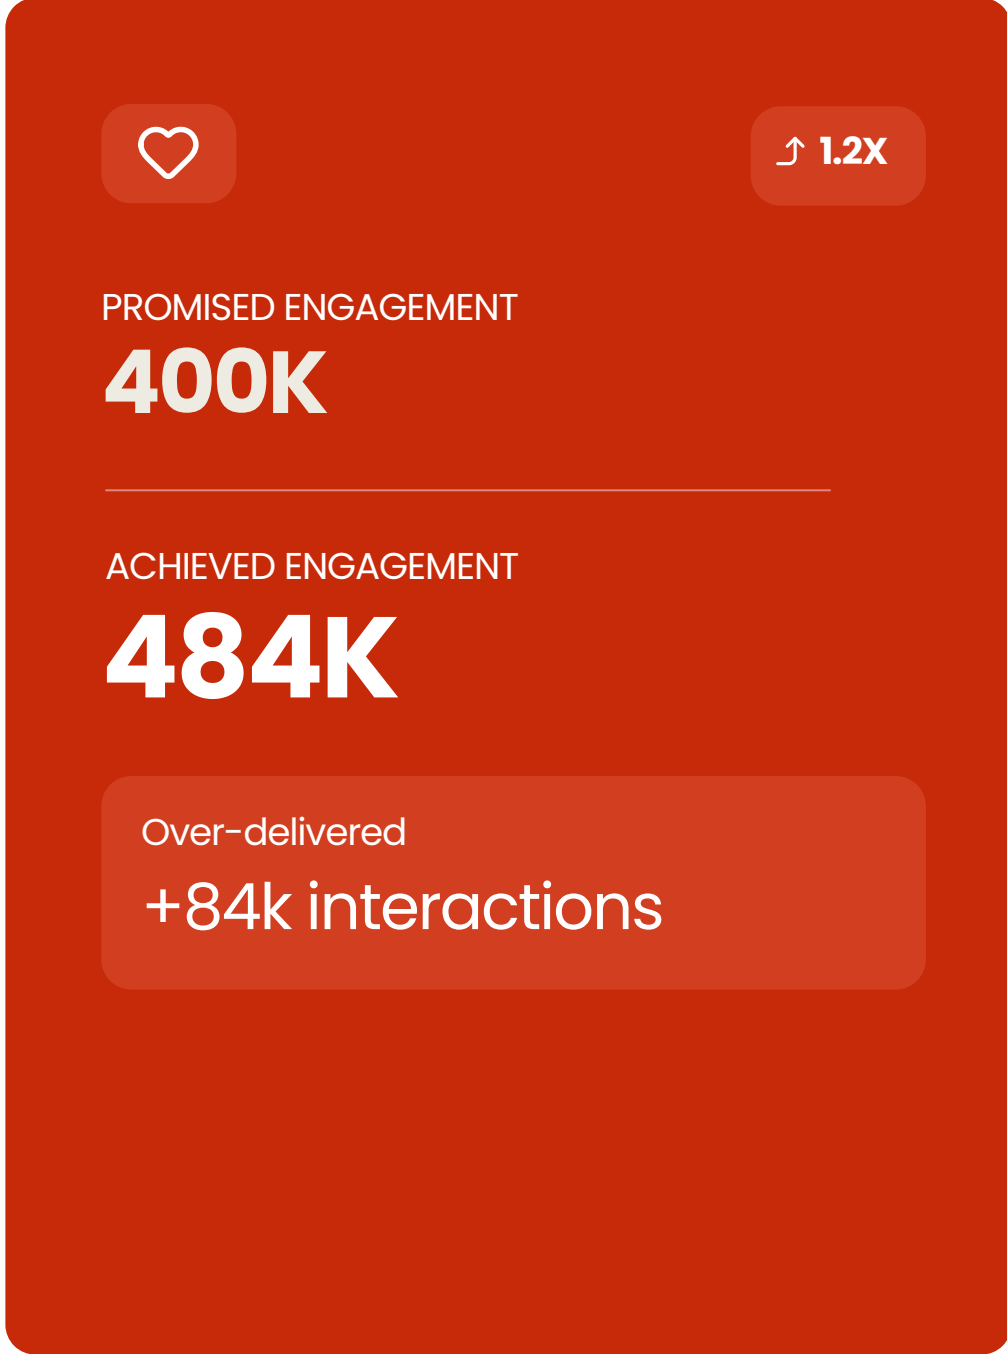 1.2X
PROMISED ENGAGEMENT
400K
ACHIEVED ENGAGEMENT
484K
Over-delivered
+84k interactions